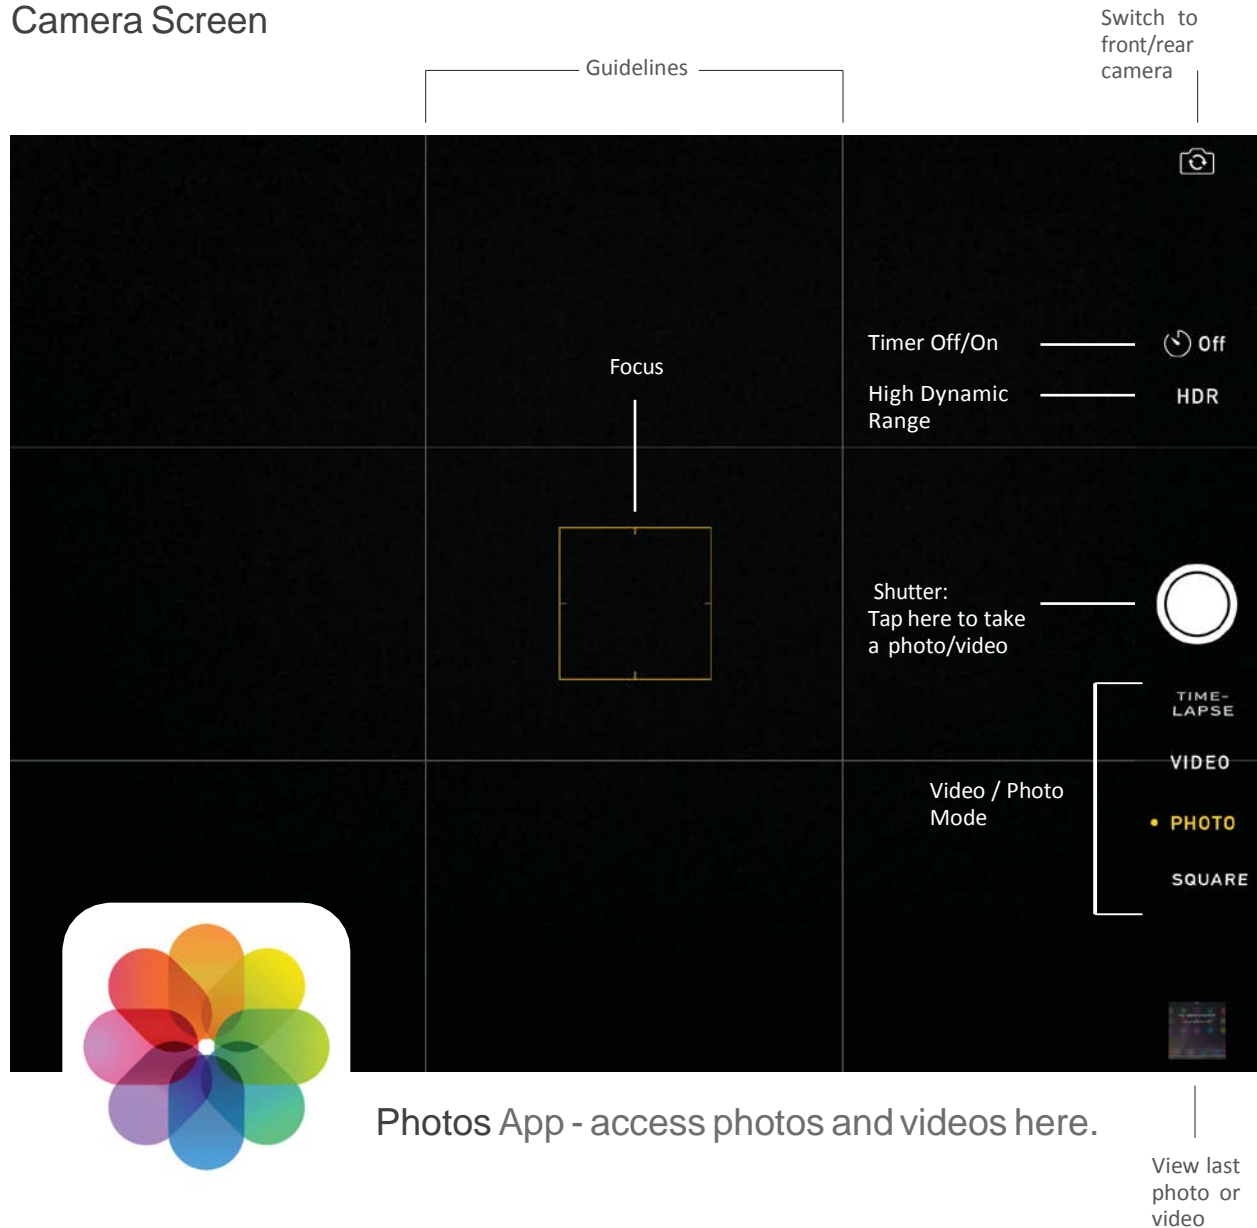 Camera Screen
Switch to
front/rear
camera
Guidelines
Timer Off/On
Off
Focus
High Dynamic
Range
HDR
Shutter:
Tap here to take
a photo/video
TIME-
LAPSE
VIDEO
Video / Photo
Mode
PHOTO
SQUARE
Photos App - access photos and videos here.
View last
photo or
video